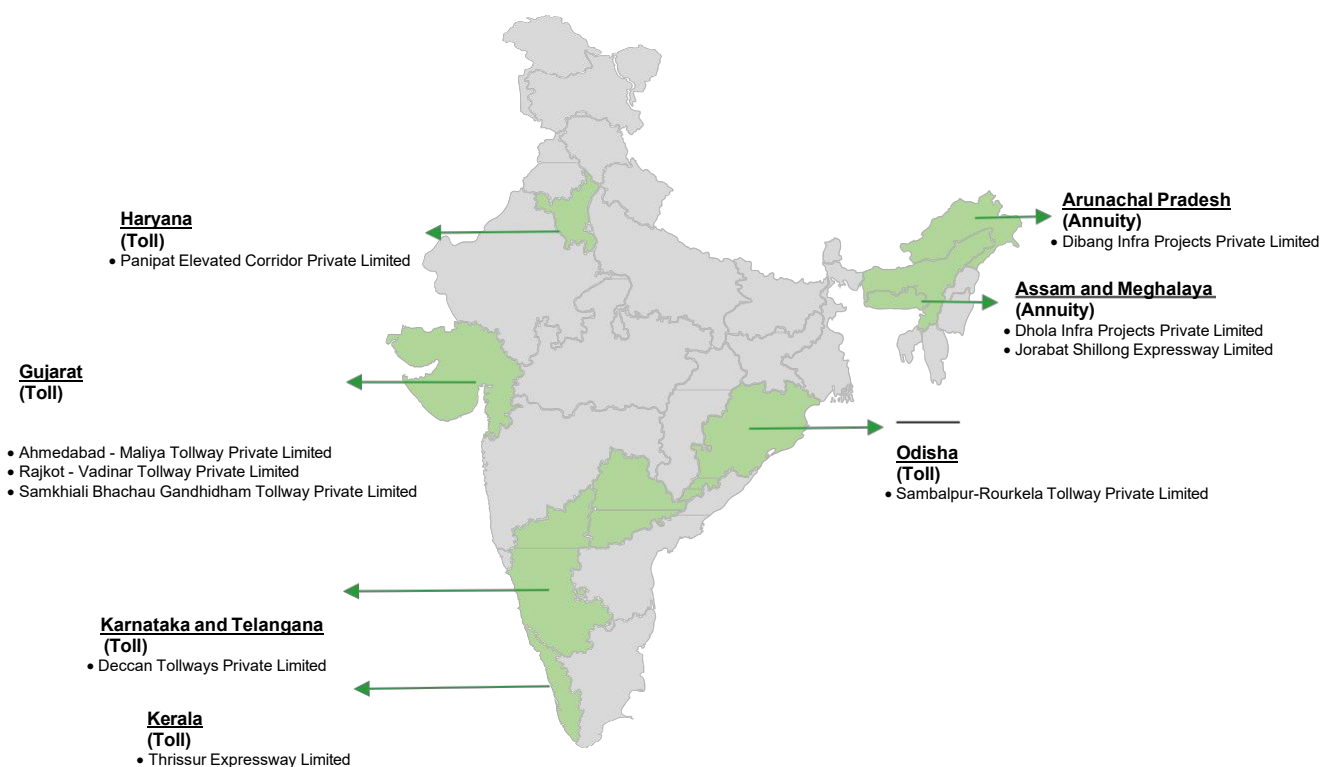 Haryana
(Toll)
• Panipat Elevated Corridor Private Limited
Arunachal Pradesh
(Annuity)
• Dibang Infra Projects Private Limited
Assam and Meghalaya
(Annuity)
• Dhola Infra Projects Private Limited
• Jorabat Shillong Expressway Limited
Gujarat
(Toll)
• Ahmedabad - Maliya Tollway Private Limited
• Rajkot - Vadinar Tollway Private Limited
• Samkhiali Bhachau Gandhidham Tollway Private Limited
Odisha
(Toll)
• Sambalpur-Rourkela Tollway Private Limited
Karnataka and Telangana
(Toll)
• Deccan Tollways Private Limited
Kerala
(Toll)
• Thrissur Expressway Limited